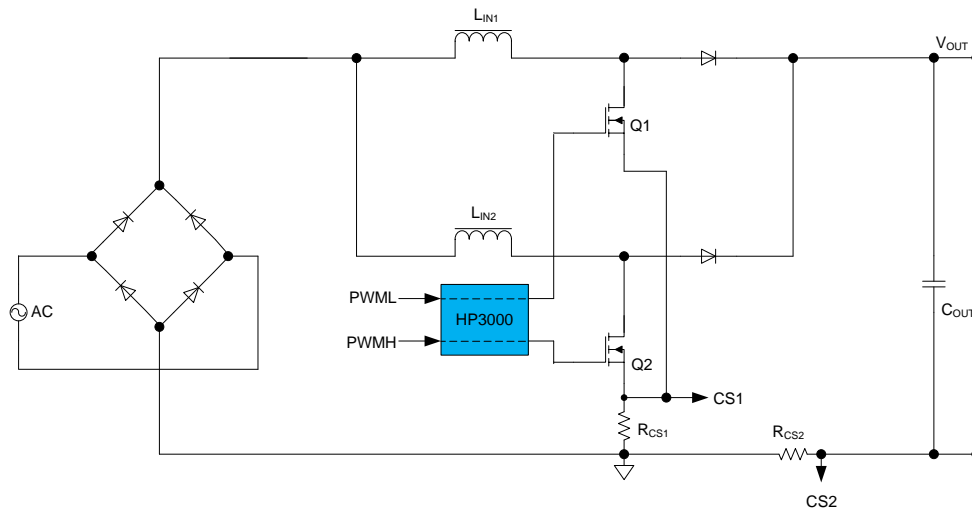 LIN1
VOUT
Q1
LIN2
PWML
HP3000
PWMH
AC
COUT
Q2
CS1
RCS1
RCS2
CS2